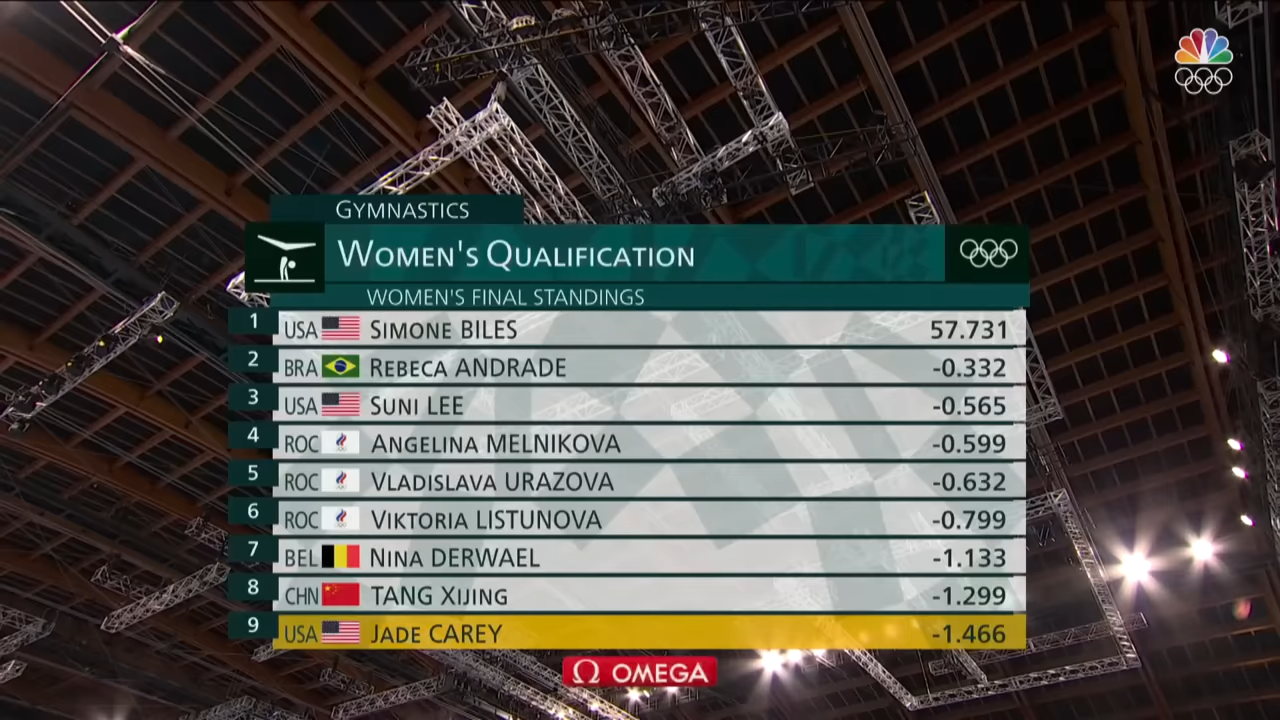 GYMNASTICS
WOMEN'S QUALIFICATION
WOMEN'S FINAL STANDINGS
1 USA SIMONE BILES 57.731
2 BRA REBECA ANDRADE -0.332
3 USA SUNI LEE -0.565
4 ROC ANGELINA MELNIKOVA -0.599
5 ROC VLADISLAVA URAZOVA -0.632
6 ROC VIKTORIA LISTUNOVA -0.799
7 BEL NINA DERWAEL -1.133
8 CHN TANG XIJING -1.299
9 USA JADE CAREY -1.466
Ω OMEGA